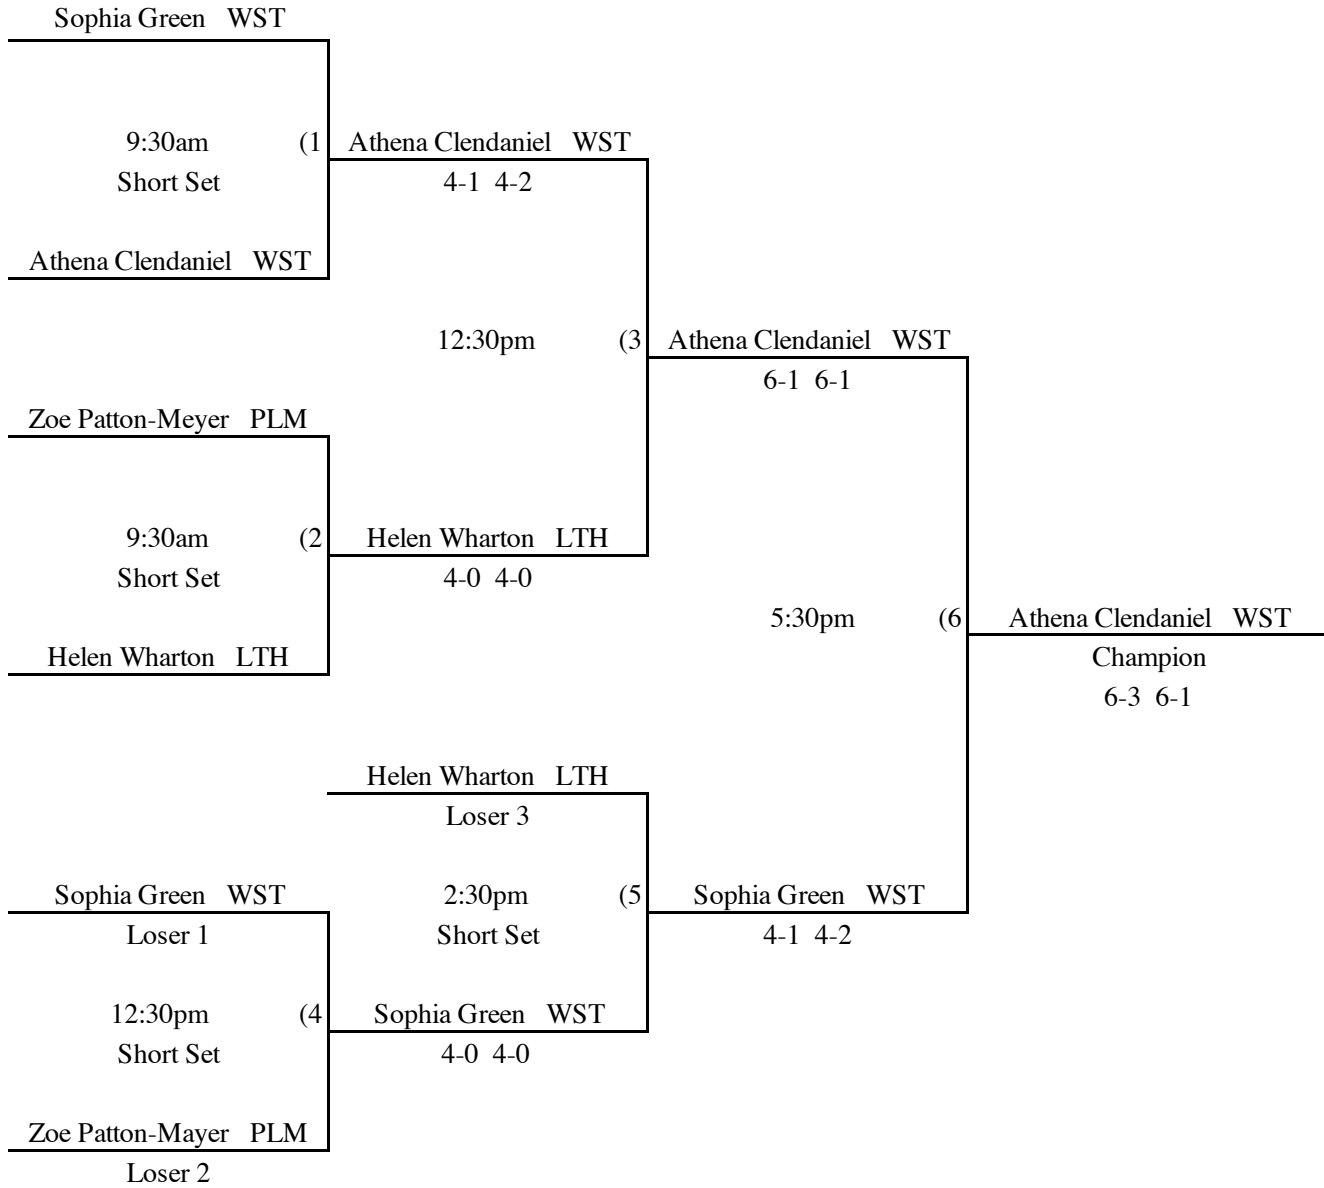 Sophia Green WST
9:30am (1 Athena Clendaniel WST
Short Set 4-1 4-2
Athena Clendaniel WST
12:30pm (3 Athena Clendaniel WST
6-1 6-1
Zoe Patton-Meyer PLM
9:30am (2 Helen Wharton LTH
Short Set 4-0 4-0
5:30pm (6 Athena Clendaniel WST
Helen Wharton LTH Champion
6-3 6-1
Helen Wharton LTH
Loser 3
Sophia Green WST 2:30pm (5 Sophia Green WST
Loser 1 Short Set 4-1 4-2
12:30pm (4 Sophia Green WST
Short Set 4-0 4-0
Zoe Patton-Mayer PLM
Loser 2